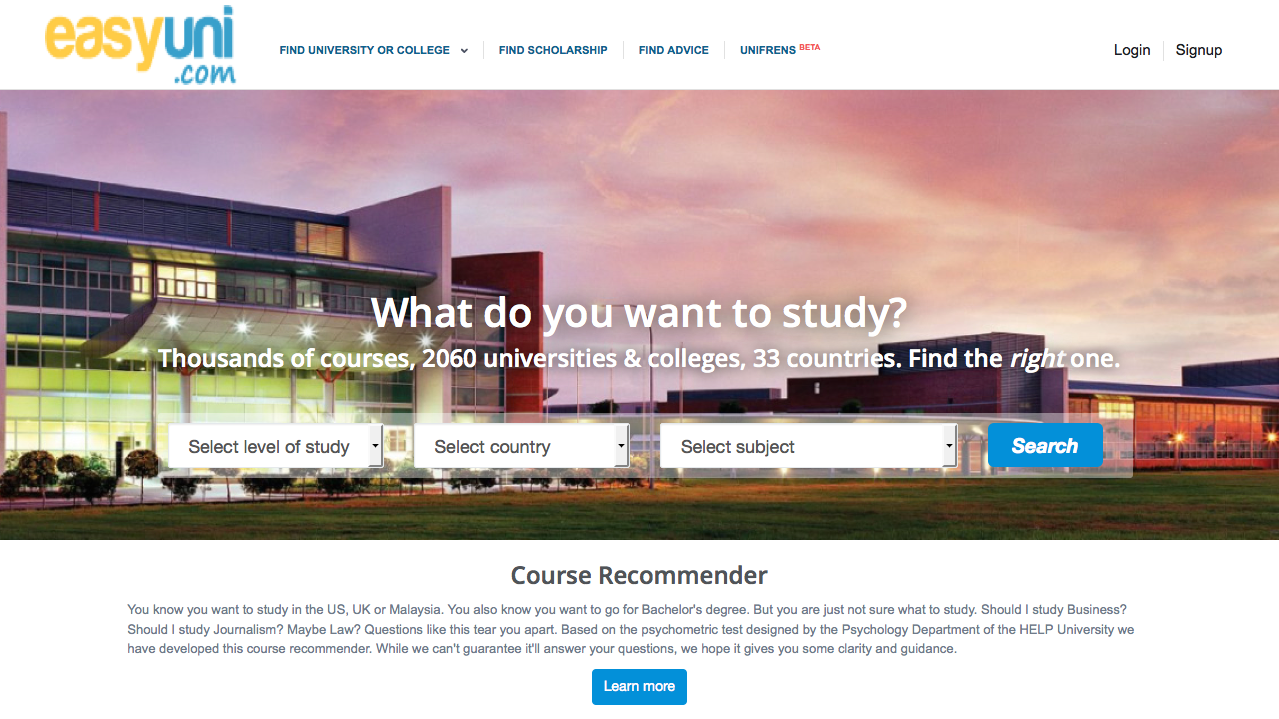 easyuni
.com
FIND UNIVERSITY OR COLLEGE
FIND SCHOLARSHIP
FIND ADVICE
UNIFRENS BETA
Login
Signup
What do you want to study?
Thousands of courses, 2060 universities & colleges, 33 countries. Find the right one.
Select level of study
Select country
Select subject
Search
Course Recommender
You know you want to study in the US, UK or Malaysia. You also know you want to go for Bachelor's degree. But you are just not sure what to study. Should I study Business?
Should I study Journalism? Maybe Law? Questions like this tear you apart. Based on the psychometric test designed by the Psychology Department of the HELP University we
have developed this course recommender. While we can't guarantee it'll answer your questions, we hope it gives you some clarity and guidance.
Learn more